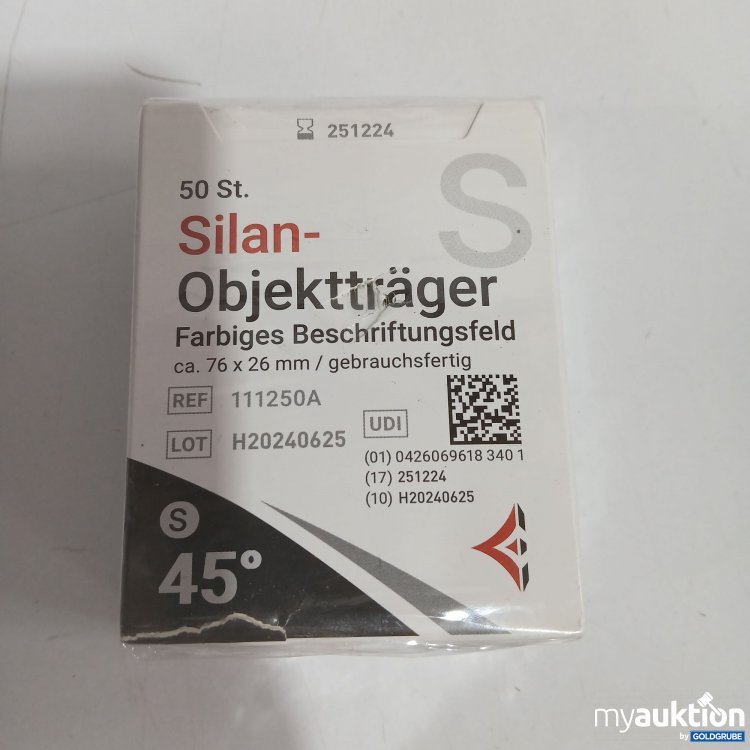 251224
50 St.
S
Silan-
Objektträger
Farbiges Beschriftungsfeld
ca. 76 x 26 mm / gebrauchsfertig
REF 111250A
UDI
LOT H20240625
(01) 0426069618 340 1
(17) 251224
(10) H20240625
S
45°
myauktion
by GOLDGRUBE